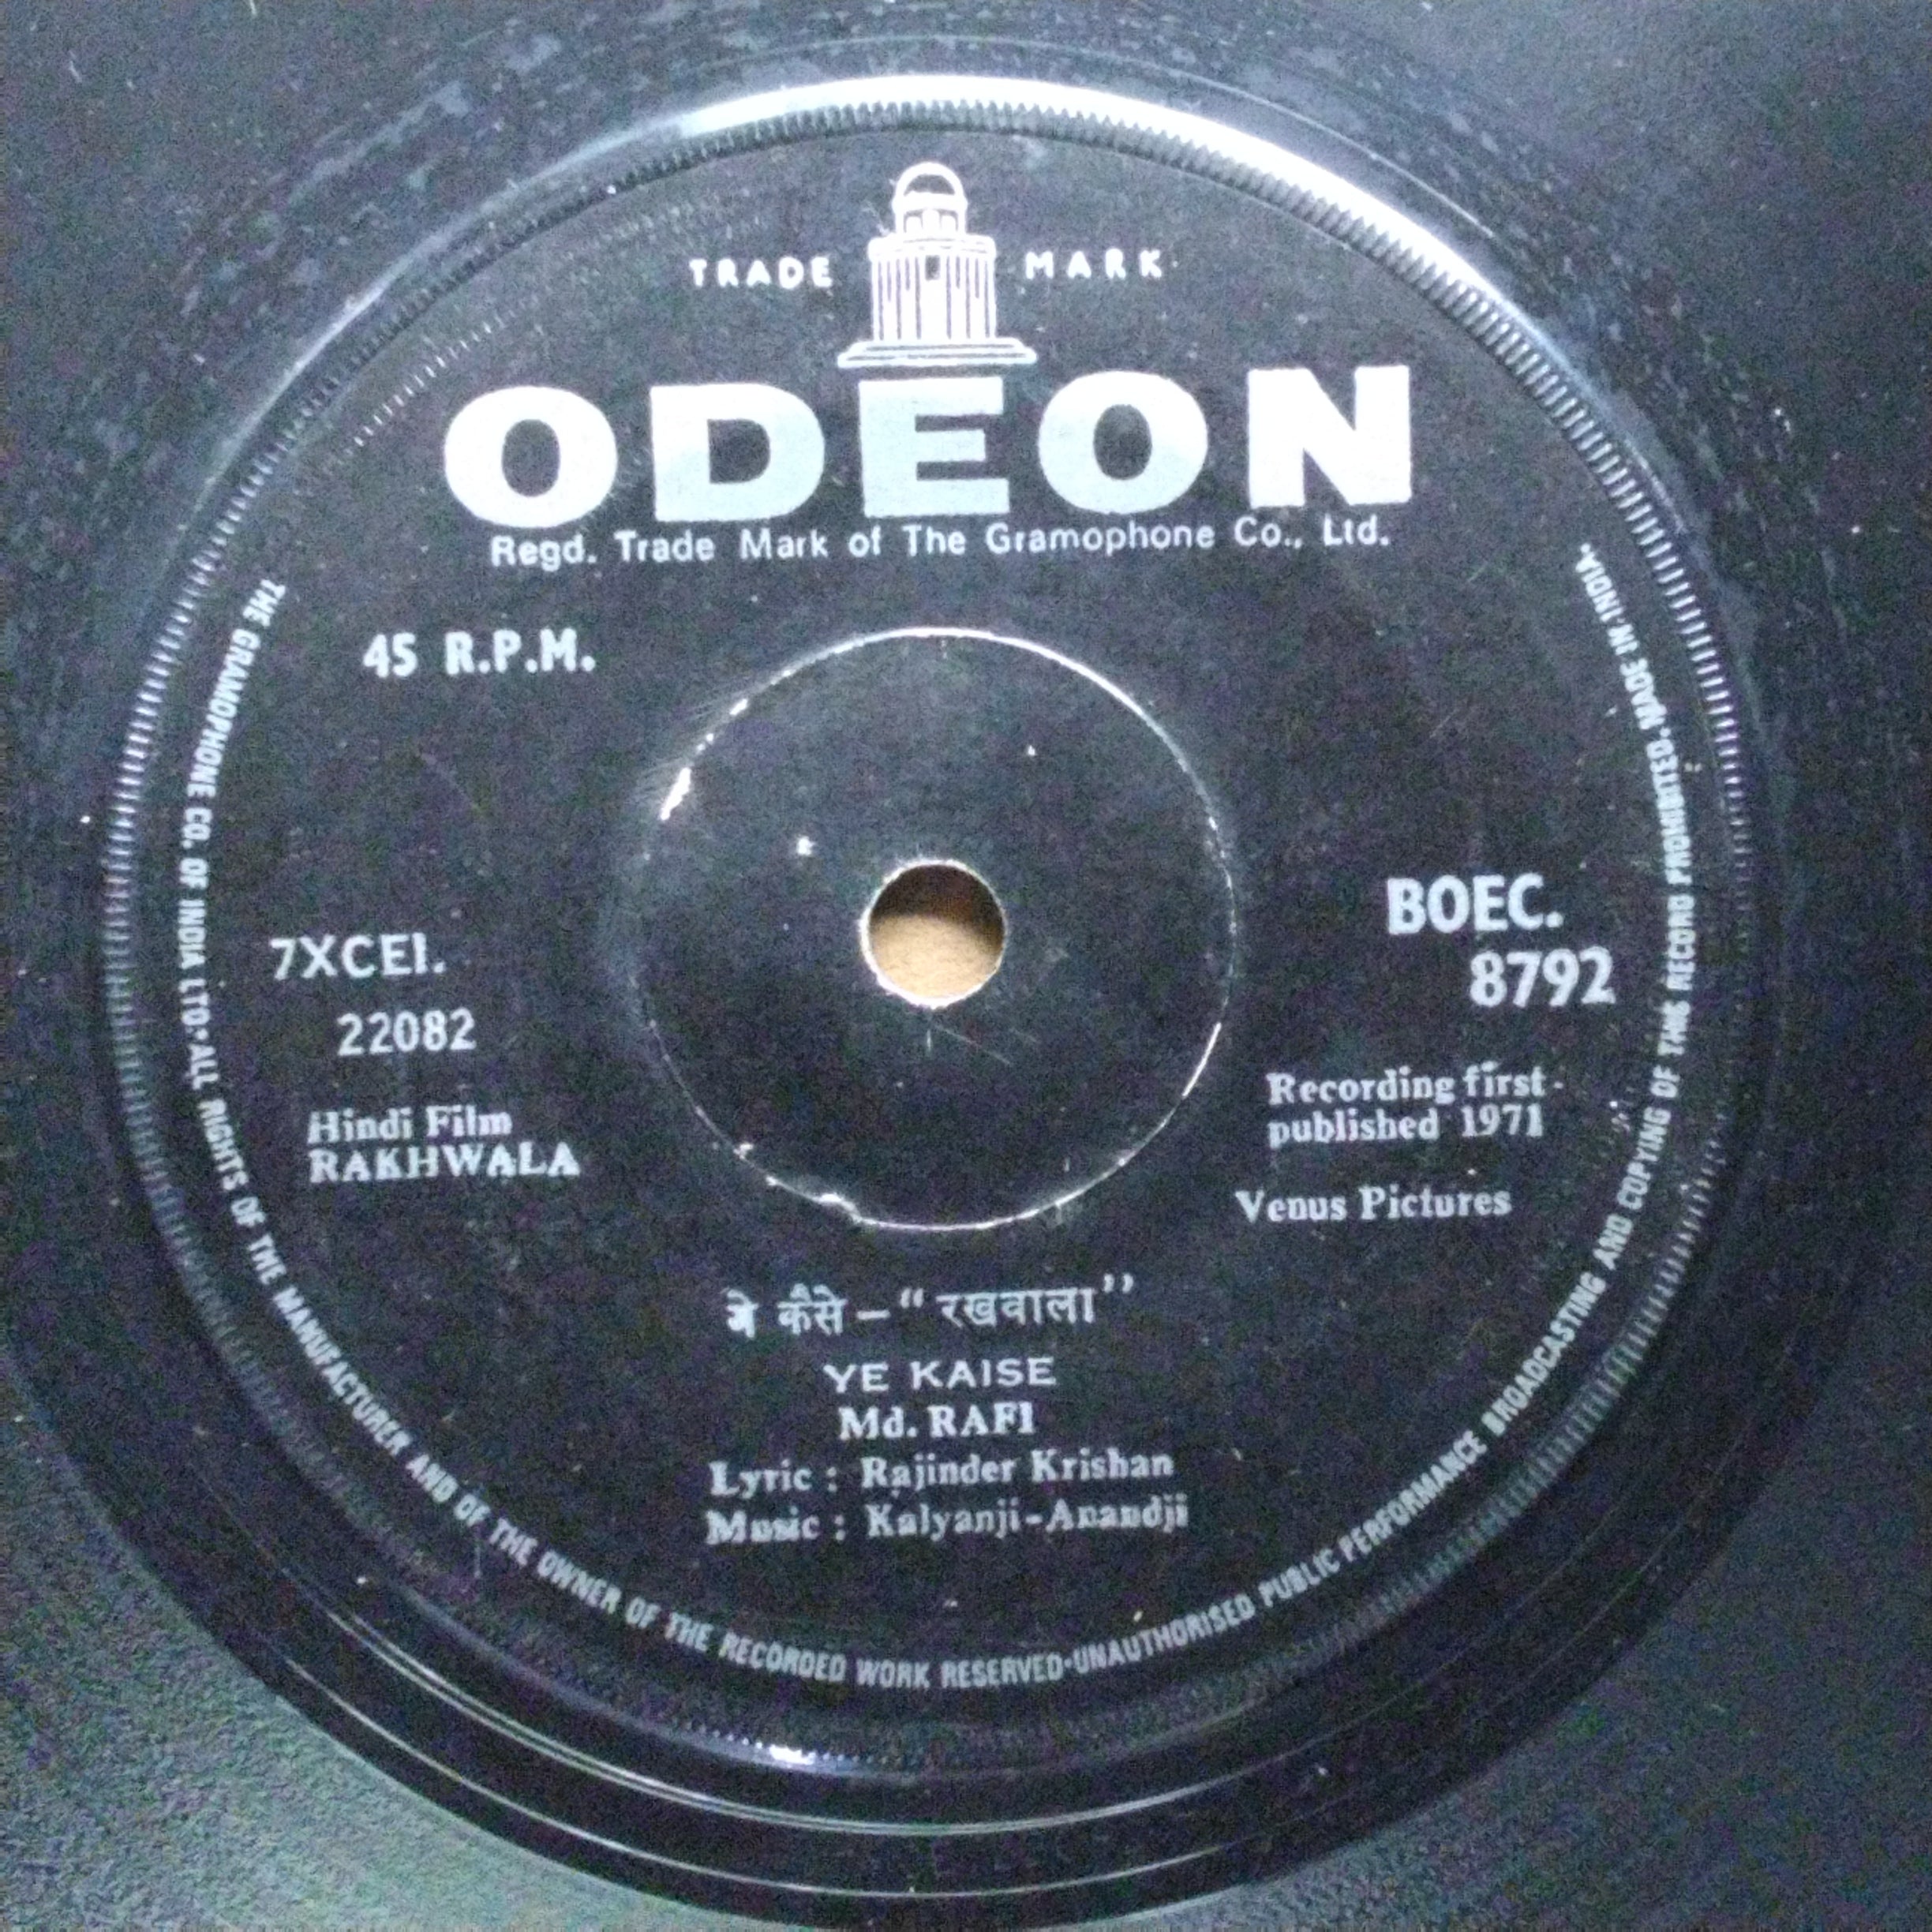 TRADE MARK
ODEON
Regd. Trade Mark of The Gramophone Co., Ltd.
45 R.P.M.
7XCEI.
22082
Hindi Film
RAKHWALA
BOEC.
8792
Recording first
published 1971
Venus Pictures
ये कैसे – “रखवाला”
YE KAISE
Md. RAFI
Lyric : Rajinder Krishan
Music : Kalyanji-Anandji
THE GRAMOPHONE CO. OF INDIA LTD·ALL RIGHTS OF THE MANUFACTURER AND OF THE OWNER OF THE RECORDED WORK RESERVED·UNAUTHORISED PUBLIC PERFORMANCE BROADCASTING AND COPYING OF THIS RECORD PROHIBITED·MADE IN INDIA·